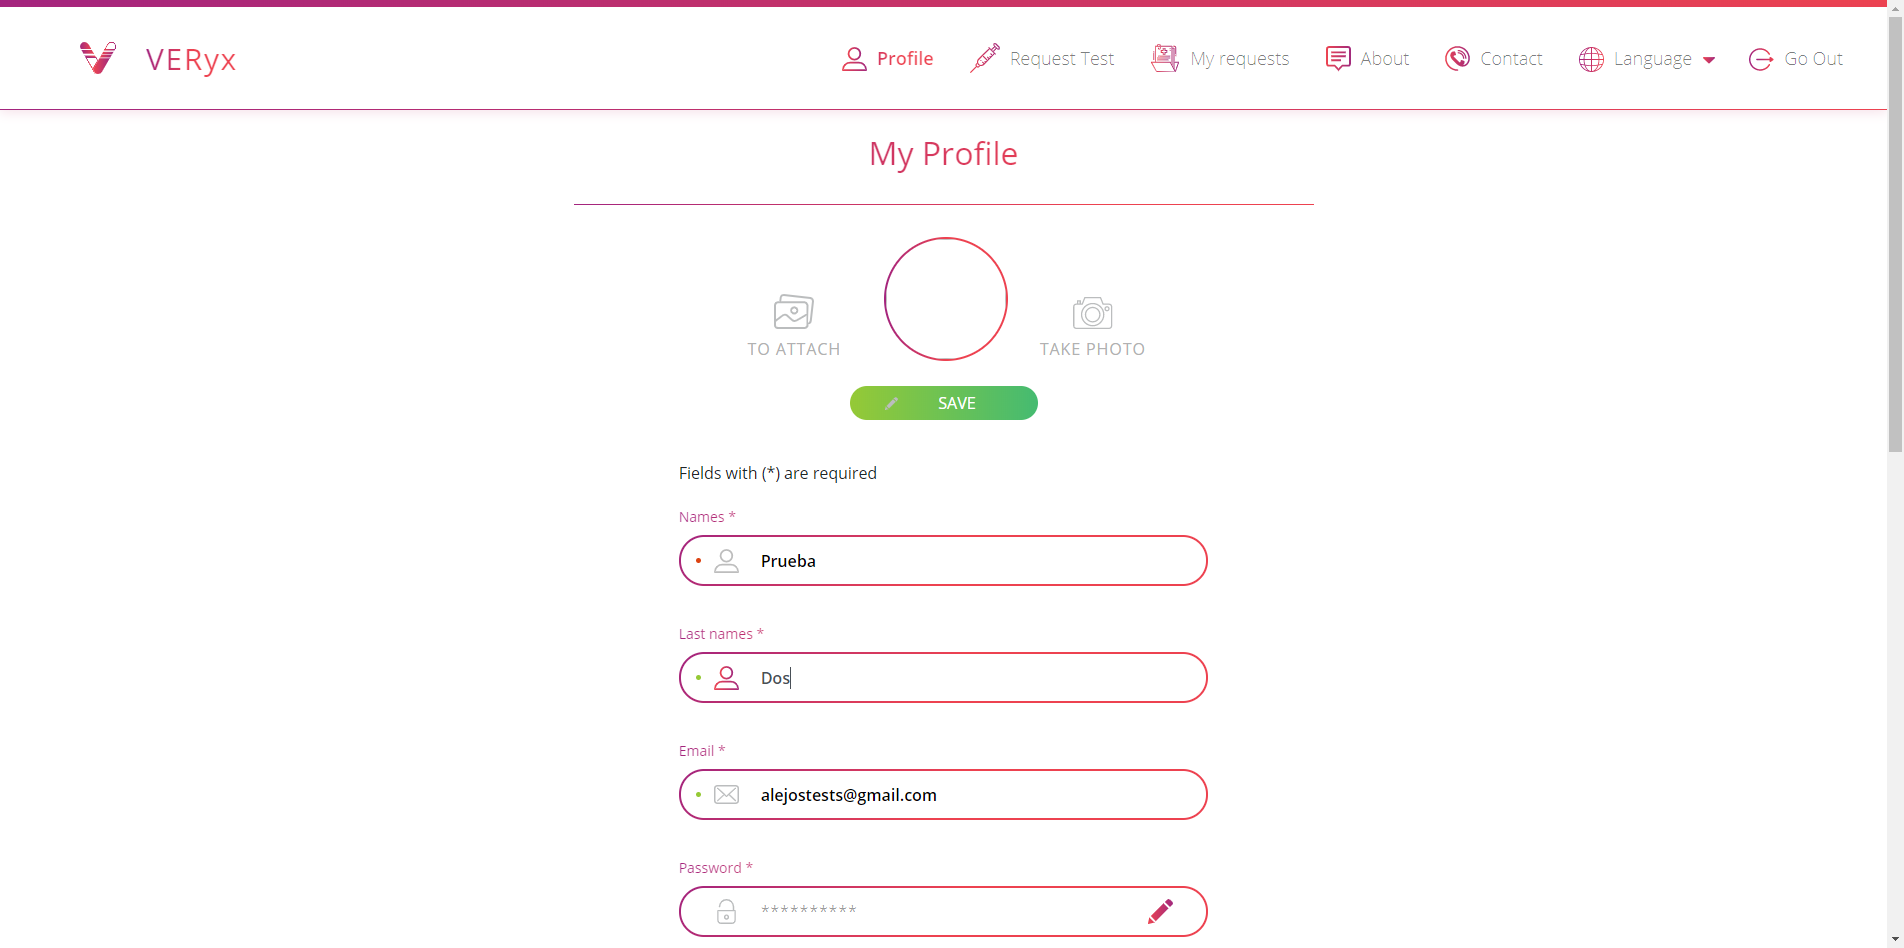 VERyx
Profile
Request Test
My requests
About
Contact
Language
Go Out
My Profile
TO ATTACH
TAKE PHOTO
SAVE
Fields with (*) are required
Names *
Prueba
Last names *
Dos
Email *
alejostests@gmail.com
Password *
**********